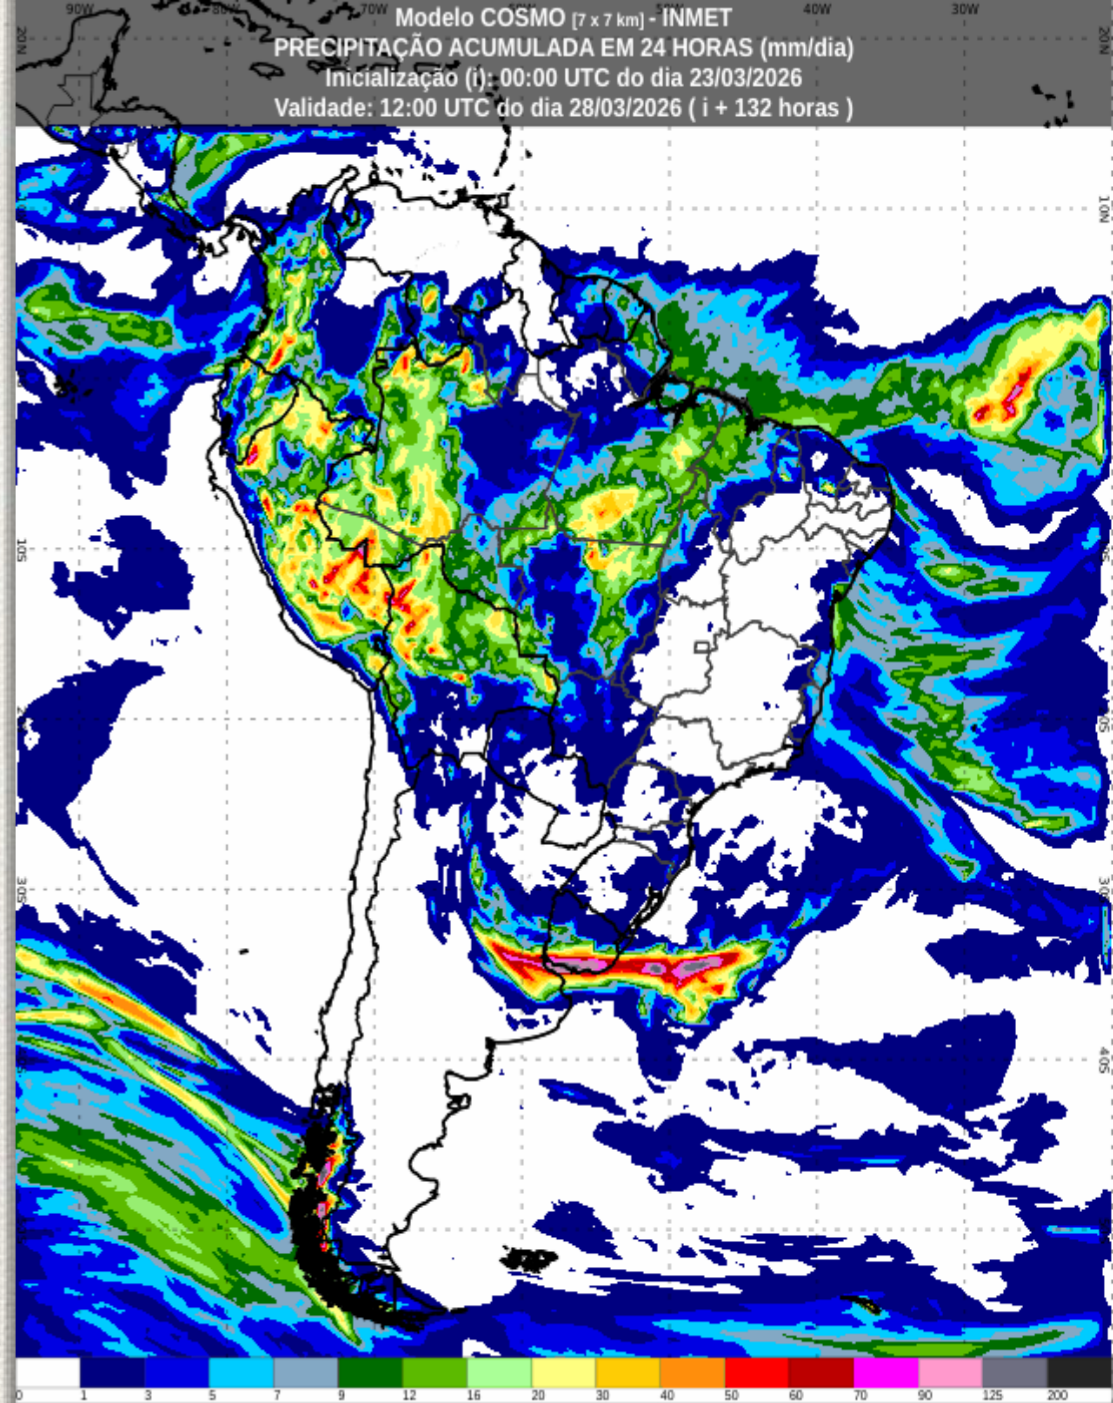 90W 80W 70W 40W 30W
Modelo COSMO [7 x 7 km] - INMET
PRECIPITAÇÃO ACUMULADA EM 24 HORAS (mm/dia)
Inicialização (i): 00:00 UTC do dia 23/03/2026
Validade: 12:00 UTC do dia 28/03/2026 ( i + 132 horas )
20N 20N
10N
10S
30S
40S
0 1 3 5 7 9 12 16 20 30 40 50 60 70 90 125 200